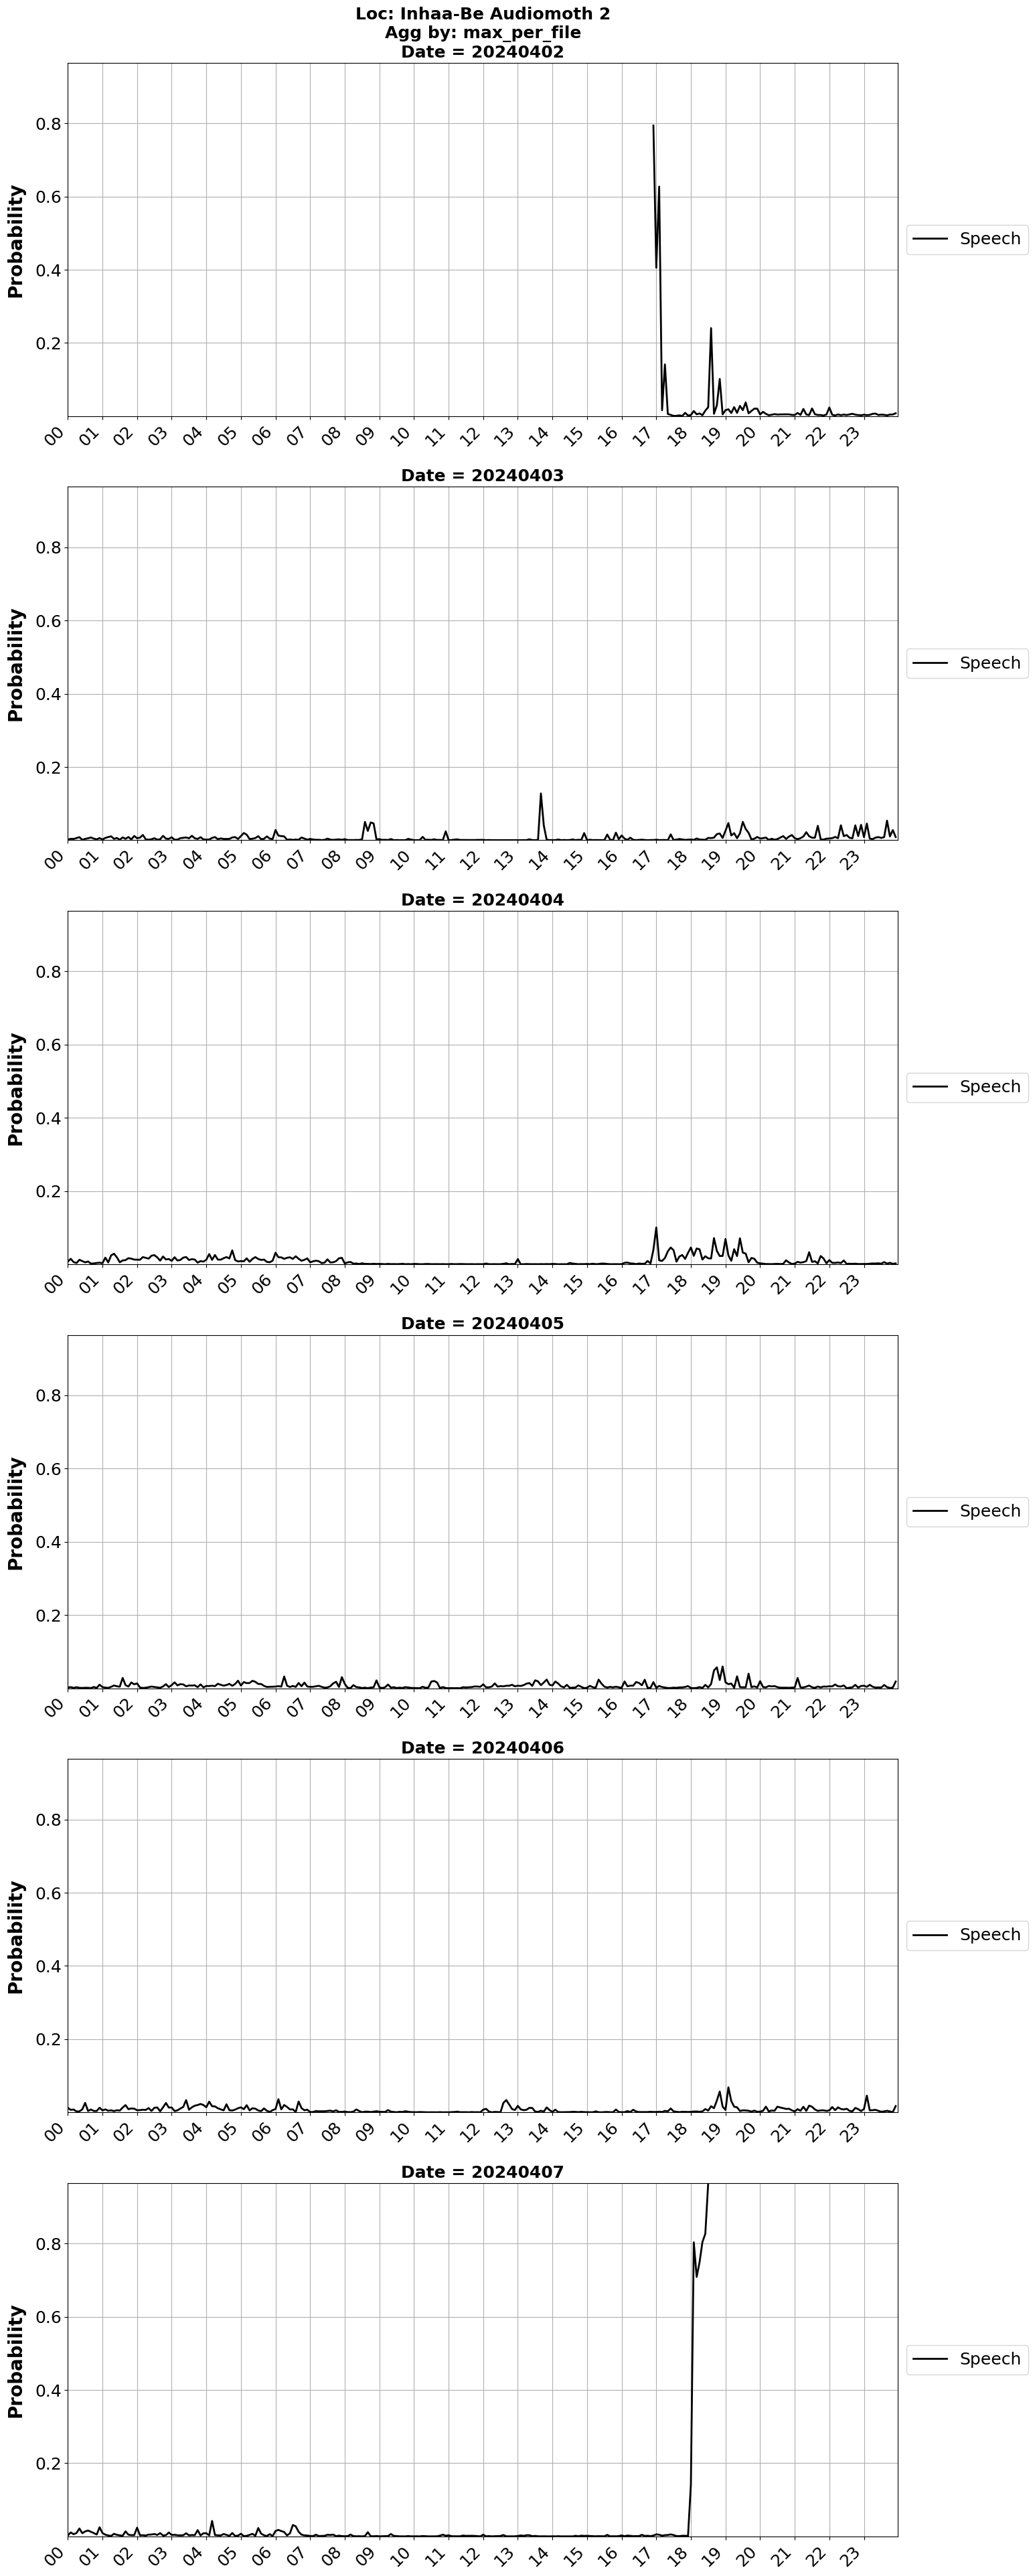 Loc: Inhaa-Be Audiomoth 2
Agg by: max_per_file
Date = 20240402
Probability
0.8
0.6
0.4
0.2
00 01 02 03 04 05 06 07 08 09 10 11 12 13 14 15 16 17 18 19 20 21 22 23
Speech
Date = 20240403
Probability
0.8
0.6
0.4
0.2
00 01 02 03 04 05 06 07 08 09 10 11 12 13 14 15 16 17 18 19 20 21 22 23
Speech
Date = 20240404
Probability
0.8
0.6
0.4
0.2
00 01 02 03 04 05 06 07 08 09 10 11 12 13 14 15 16 17 18 19 20 21 22 23
Speech
Date = 20240405
Probability
0.8
0.6
0.4
0.2
00 01 02 03 04 05 06 07 08 09 10 11 12 13 14 15 16 17 18 19 20 21 22 23
Speech
Date = 20240406
Probability
0.8
0.6
0.4
0.2
00 01 02 03 04 05 06 07 08 09 10 11 12 13 14 15 16 17 18 19 20 21 22 23
Speech
Date = 20240407
Probability
0.8
0.6
0.4
0.2
00 01 02 03 04 05 06 07 08 09 10 11 12 13 14 15 16 17 18 19 20 21 22 23
Speech